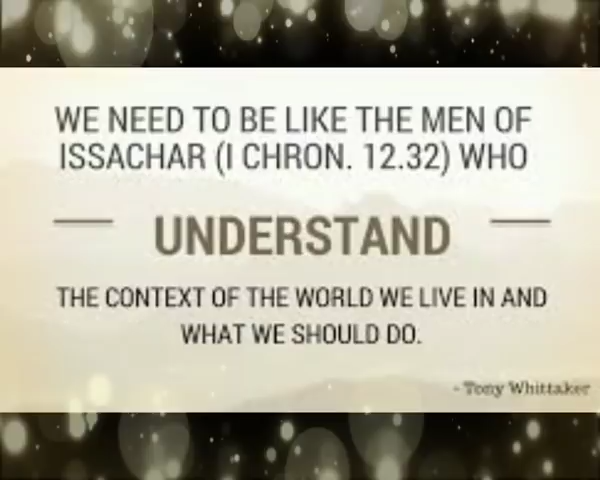 WE NEED TO BE LIKE THE MEN OF
ISSACHAR (I CHRON. 12.32) WHO
UNDERSTAND
THE CONTEXT OF THE WORLD WE LIVE IN AND
WHAT WE SHOULD DO.
- Tony Whittaker